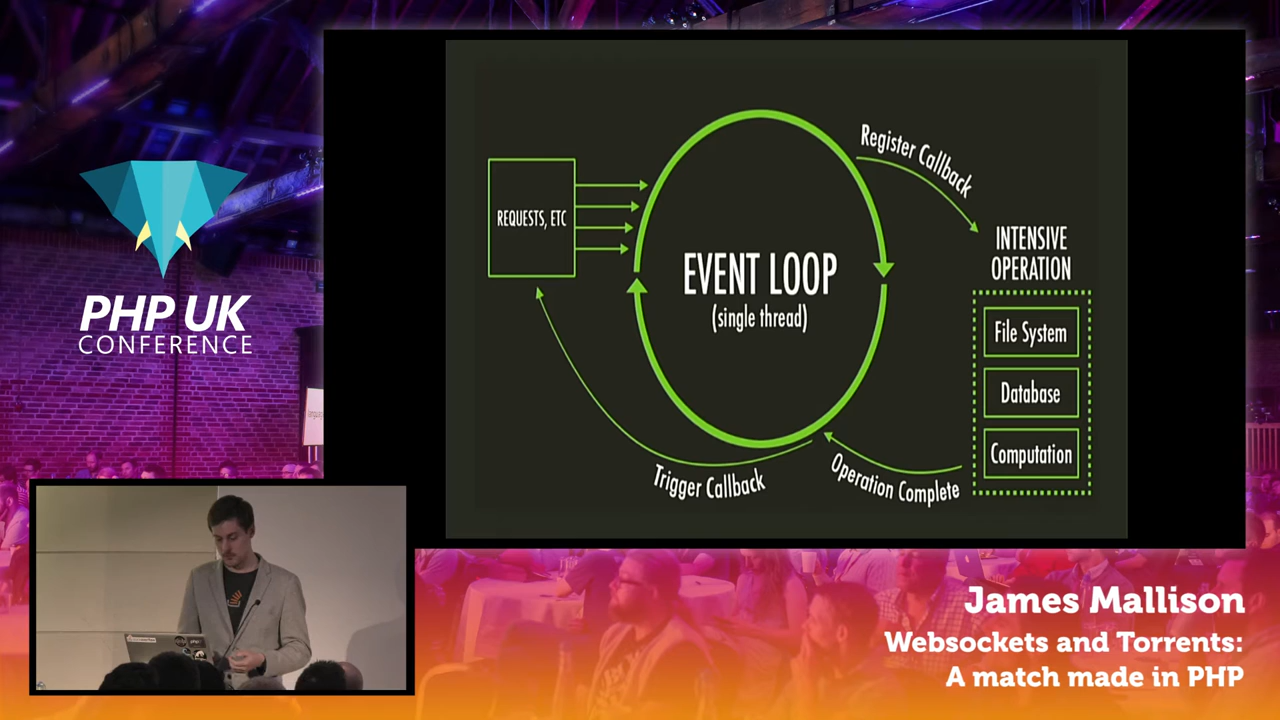 PHP UK
CONFERENCE
REQUESTS, ETC
EVENT LOOP
(single thread)
Register Callback
INTENSIVE
OPERATION
File System
Database
Computation
Operation Complete
Trigger Callback
James Mallison
Websockets and Torrents:
A match made in PHP